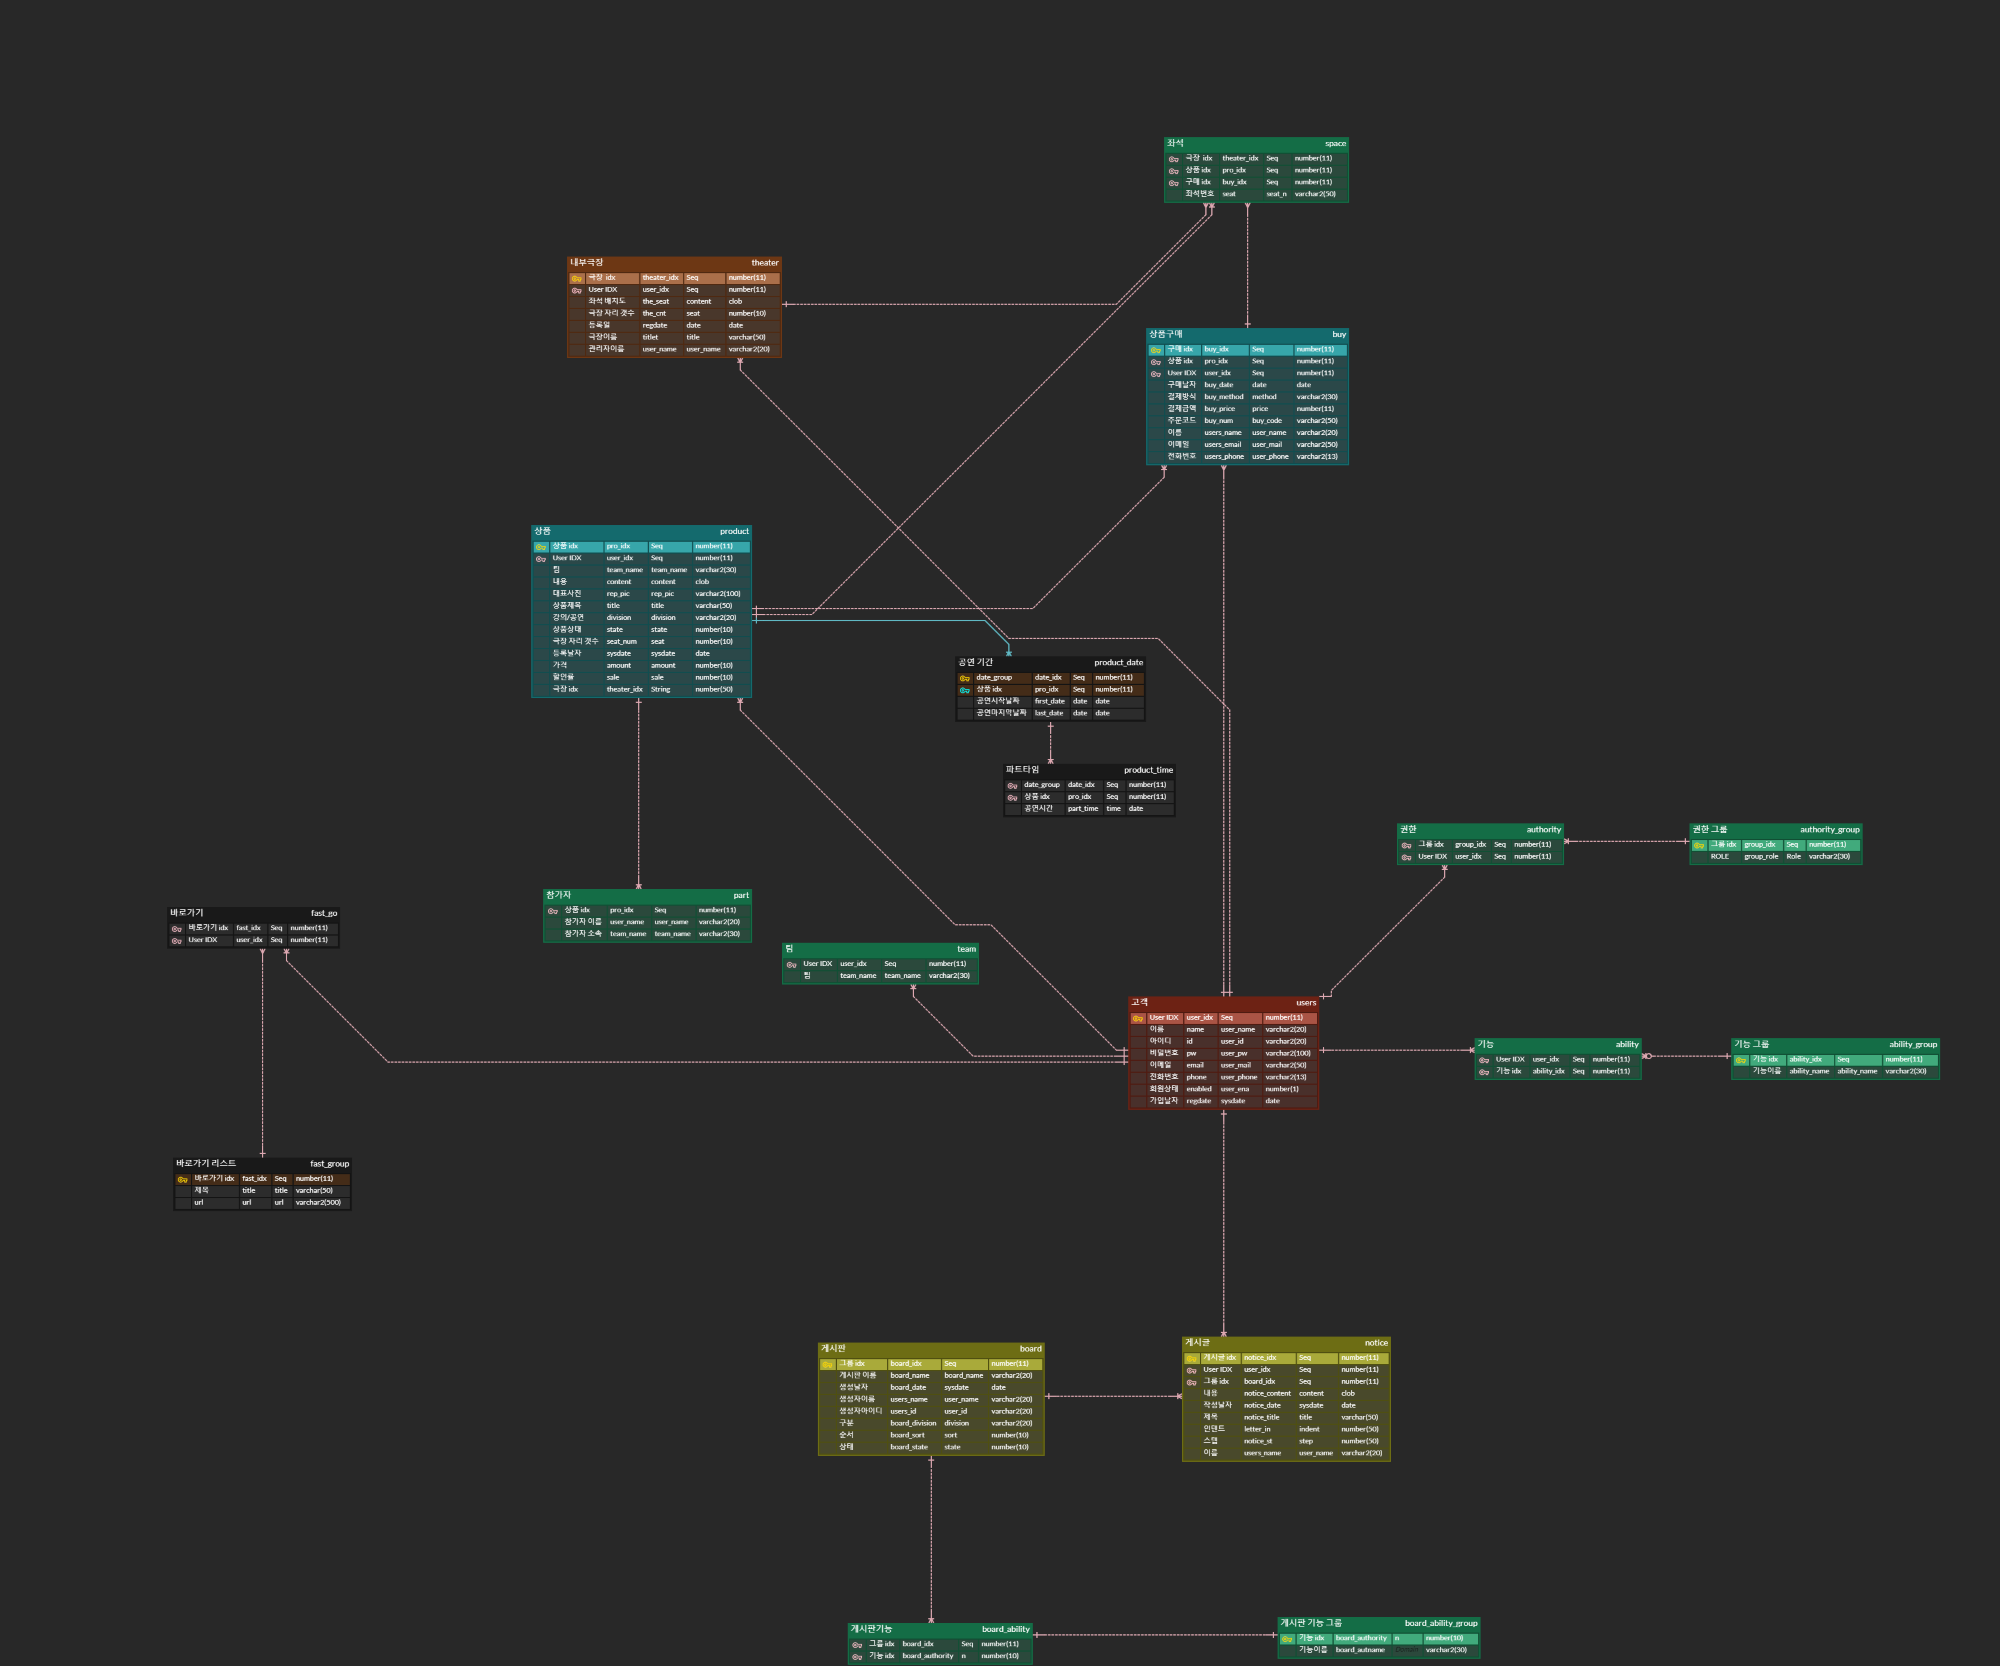 좌석 space
극장 idx theater_idx Seq number(11)
상품 idx pro_idx Seq number(11)
구매 idx buy_idx Seq number(11)
좌석번호 seat seat_n varchar2(50)
내부극장 theater
극장 idx theater_idx Seq number(11)
User IDX user_idx Seq number(11)
좌석 배치도 the_seat content clob
극장 자리 갯수 the_cnt seat number(10)
등록일 regdate date date
극장이름 titlet title varchar(50)
관리자이름 user_name user_name varchar2(20)
상품구매 buy
구매 idx buy_idx Seq number(11)
상품 idx pro_idx Seq number(11)
User IDX user_idx Seq number(11)
구매날자 buy_date date date
결제방식 buy_method method varchar2(30)
결제금액 buy_price price number(11)
주문코드 buy_num buy_code varchar2(50)
이름 users_name user_name varchar2(20)
이메일 users_email user_mail varchar2(50)
전화번호 users_phone user_phone varchar2(13)
상품 product
상품 idx pro_idx Seq number(11)
User IDX user_idx Seq number(11)
팀 team_name team_name varchar2(30)
내용 content content clob
대표사진 rep_pic rep_pic varchar2(100)
상품제목 title title varchar(50)
강의/공연 division division varchar2(20)
상품상태 state state number(10)
극장 자리 갯수 seat_num seat number(10)
등록날자 sysdate sysdate date
가격 amount amount number(10)
할인율 sale sale number(10)
극장 idx theater_idx String number(50)
공연 기간 product_date
date_group date_idx Seq number(11)
상품 idx pro_idx Seq number(11)
공연시작날짜 first_date date date
공연마지막날짜 last_date date date
파트타임 product_time
date_group date_idx Seq number(11)
상품 idx pro_idx Seq number(11)
공연시간 part_time time date
권한 authority
그룹 idx group_idx Seq number(11)
User IDX user_idx Seq number(11)
권한 그룹 authority_group
그룹 idx group_idx Seq number(11)
ROLE group_role Role varchar2(30)
참가자 part
상품 idx pro_idx Seq number(11)
참가자 이름 user_name user_name varchar2(20)
참가자 소속 team_name team_name varchar2(30)
바로가기 fast_go
바로가기 idx fast_idx Seq number(11)
User IDX user_idx Seq number(11)
팀 team
User IDX user_idx Seq number(11)
팀 team_name team_name varchar2(30)
고객 users
User IDX user_idx Seq number(11)
이름 name user_name varchar2(20)
아이디 id user_id varchar2(20)
비밀번호 pw user_pw varchar2(100)
이메일 email user_mail varchar2(50)
전화번호 phone user_phone varchar2(13)
회원상태 enabled user_ena number(1)
가입날자 regdate sysdate date
기능 ability
User IDX user_idx Seq number(11)
기능 idx ability_idx Seq number(11)
기능 그룹 ability_group
기능 idx ability_idx Seq number(11)
기능이름 ability_name ability_name varchar2(30)
바로가기 리스트 fast_group
바로가기 idx fast_idx Seq number(11)
제목 title title varchar(50)
url url url varchar2(500)
게시판 board
그룹 idx board_idx Seq number(11)
게시판 이름 board_name board_name varchar2(20)
생성날자 board_date sysdate date
생성자이름 users_name user_name varchar2(20)
생성자아이디 users_id user_id varchar2(20)
구분 board_division division varchar2(20)
순서 board_sort sort number(10)
상태 board_state state number(10)
게시글 notice
게시글 idx notice_idx Seq number(11)
User IDX user_idx Seq number(11)
그룹 idx board_idx Seq number(11)
내용 notice_content content clob
작성날자 notice_date sysdate date
제목 notice_title title varchar(50)
인덴트 letter_in indent number(50)
스탭 notice_st step number(50)
이름 users_name user_name varchar2(20)
게시판기능 board_ability
그룹 idx board_idx Seq number(11)
기능 idx board_authority n number(10)
게시판 기능 그룹 board_ability_group
기능 idx board_authority n number(10)
기능이름 board_autname varchar2(30)